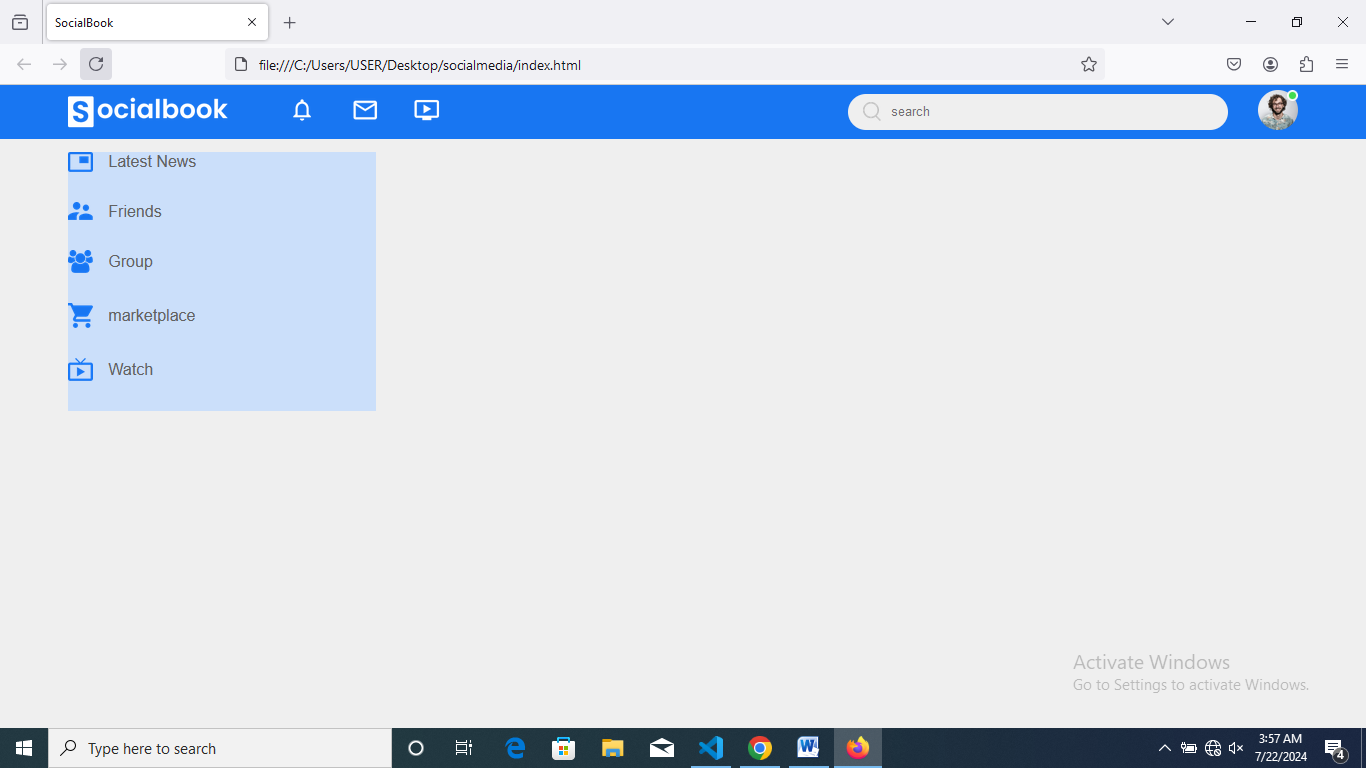 SocialBook
file:///C:/Users/USER/Desktop/socialmedia/index.html
Socialbook
search
Latest News
Friends
Group
marketplace
Watch
Activate Windows
Go to Settings to activate Windows.
Type here to search
3:57 AM
7/22/2024
4